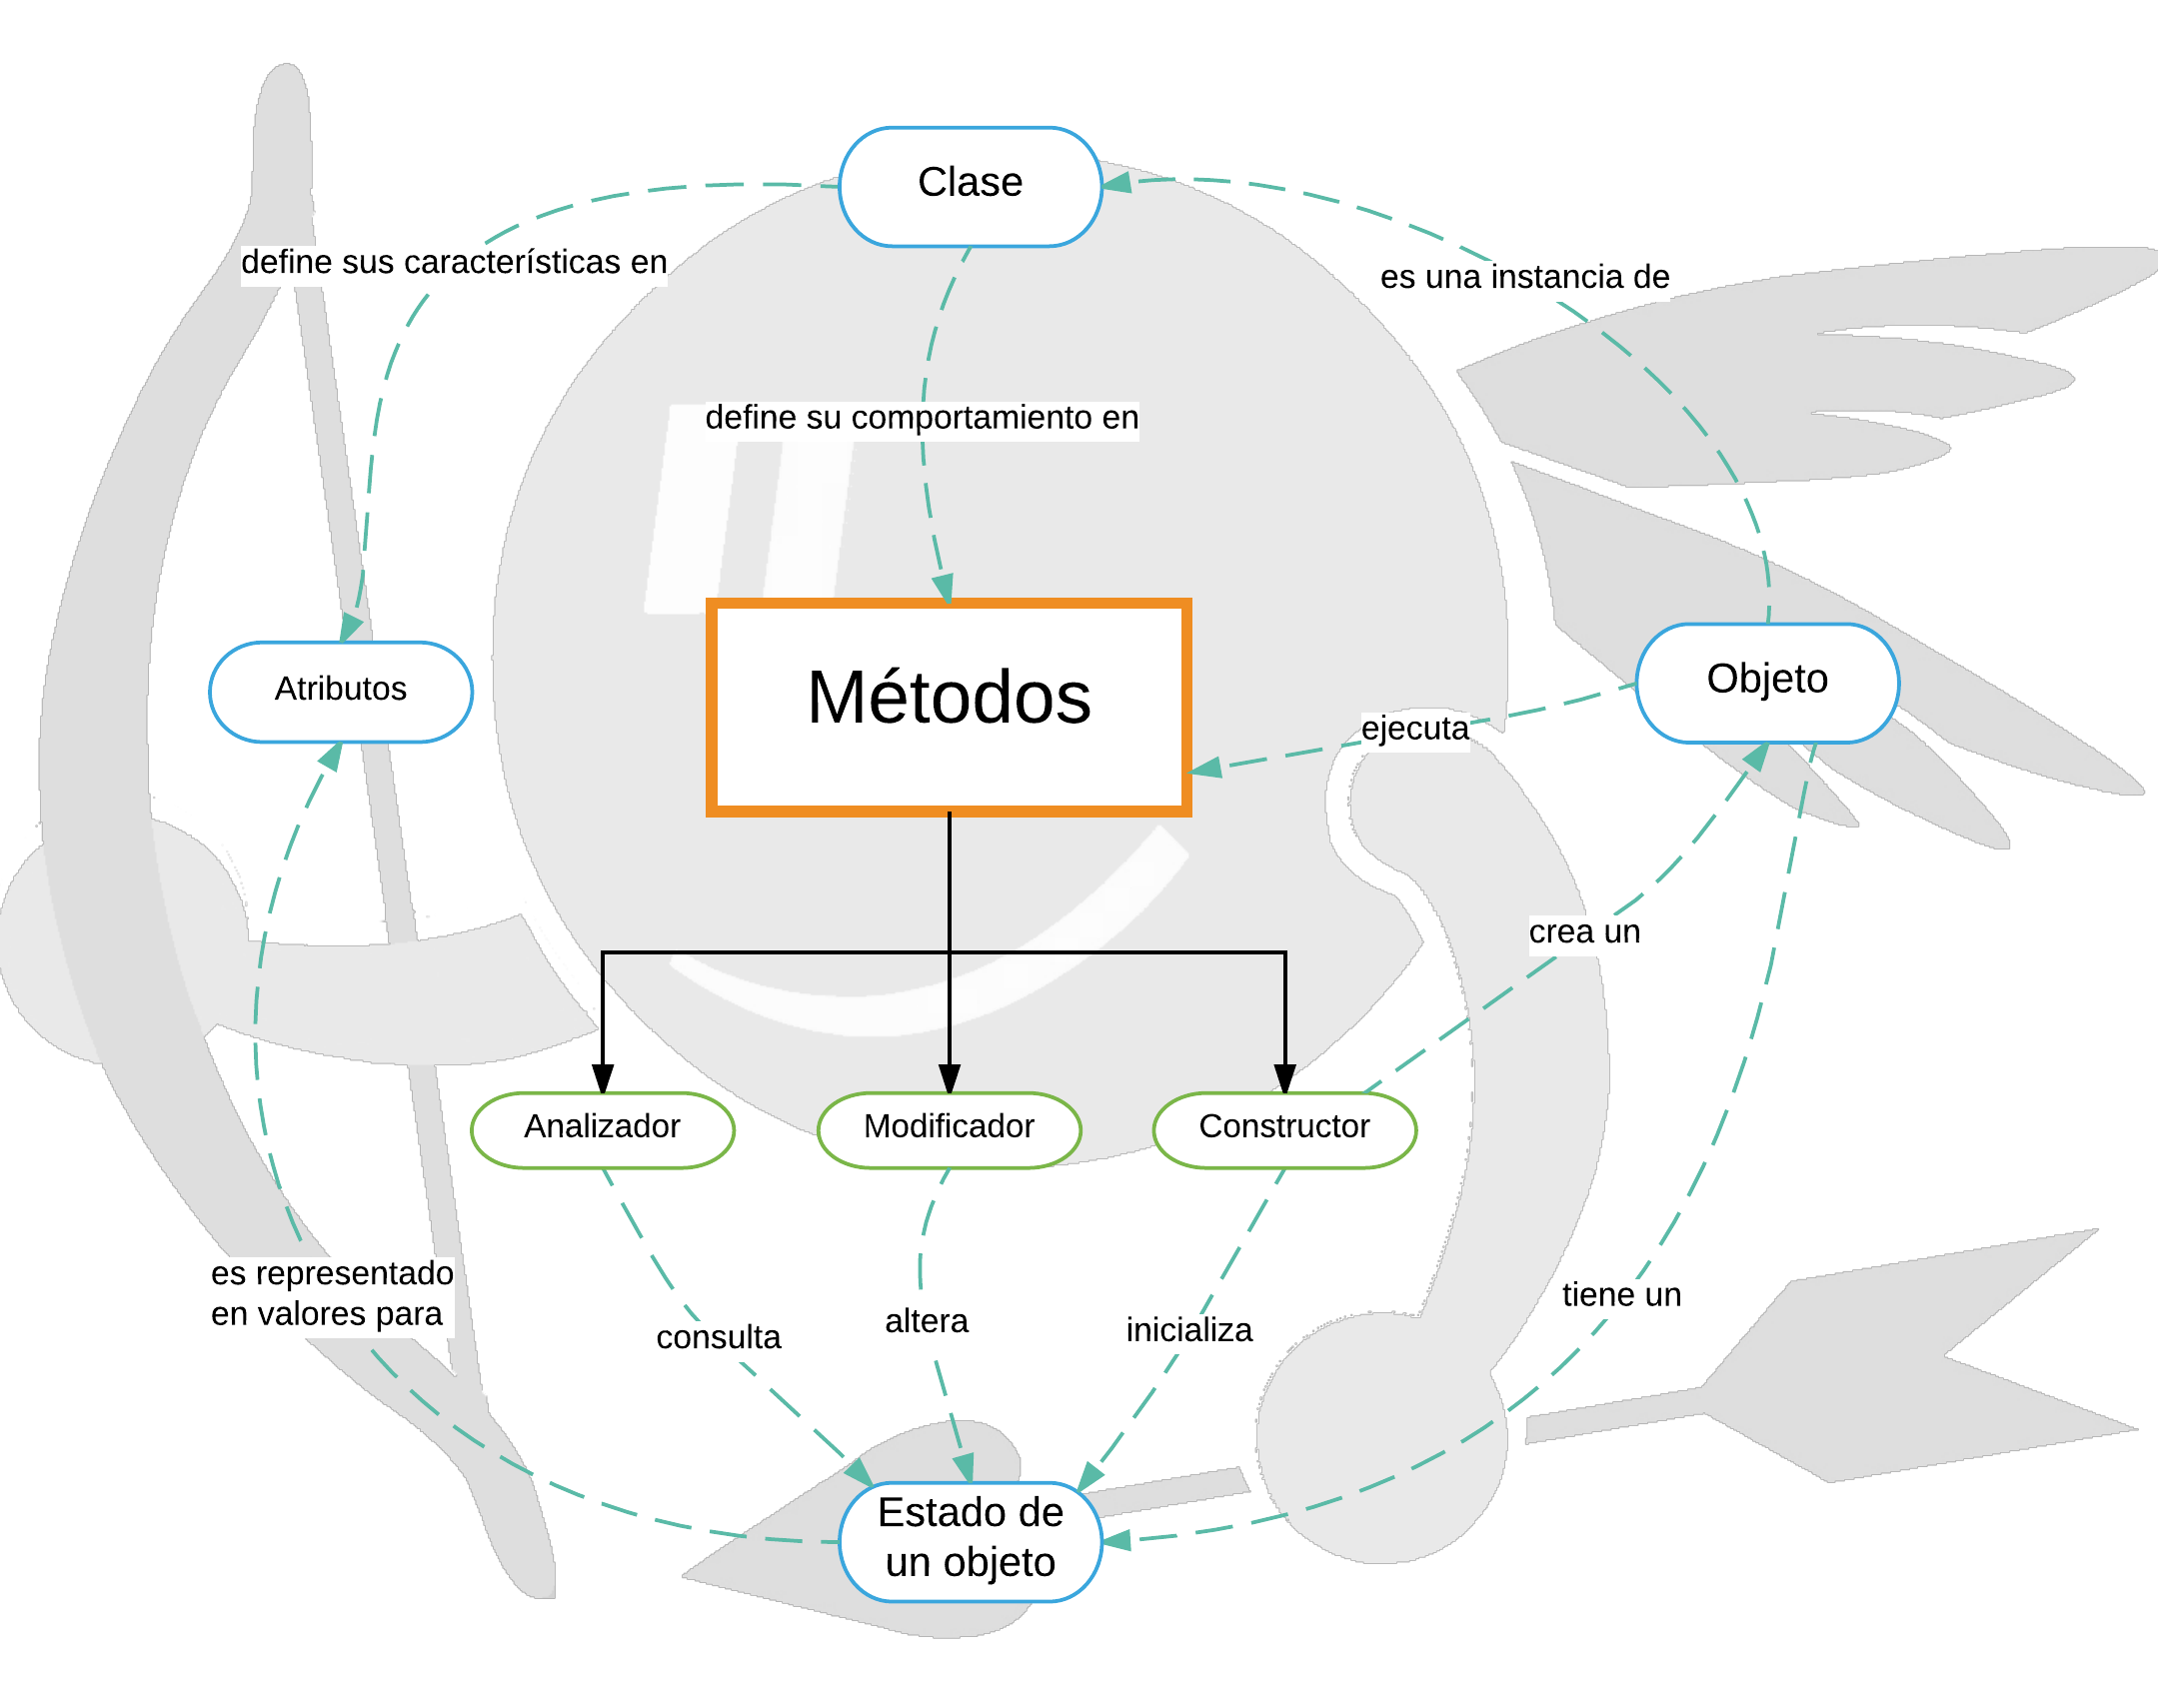 Clase
define sus características en
es una instancia de
define su comportamiento en
Métodos
Atributos
Objeto
ejecuta
crea un
Analizador
Modificador
Constructor
es representado
en valores para
tiene un
consulta
altera
inicializa
Estado de
un objeto